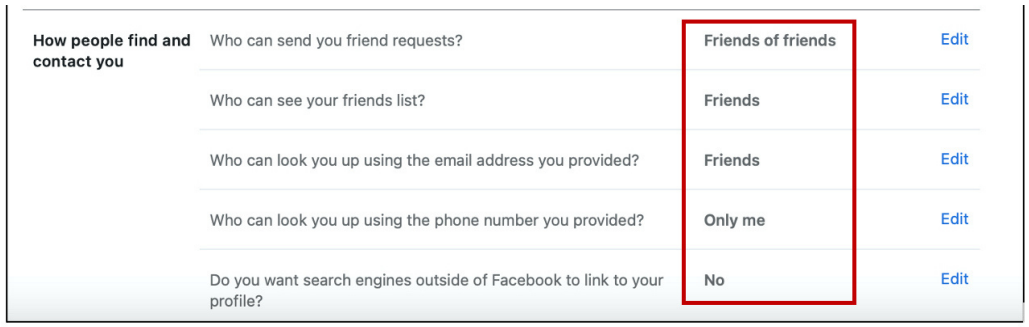 How people find and contact you
Who can send you friend requests? Friends of friends Edit
Who can see your friends list? Friends Edit
Who can look you up using the email address you provided? Friends Edit
Who can look you up using the phone number you provided? Only me Edit
Do you want search engines outside of Facebook to link to your profile? No Edit